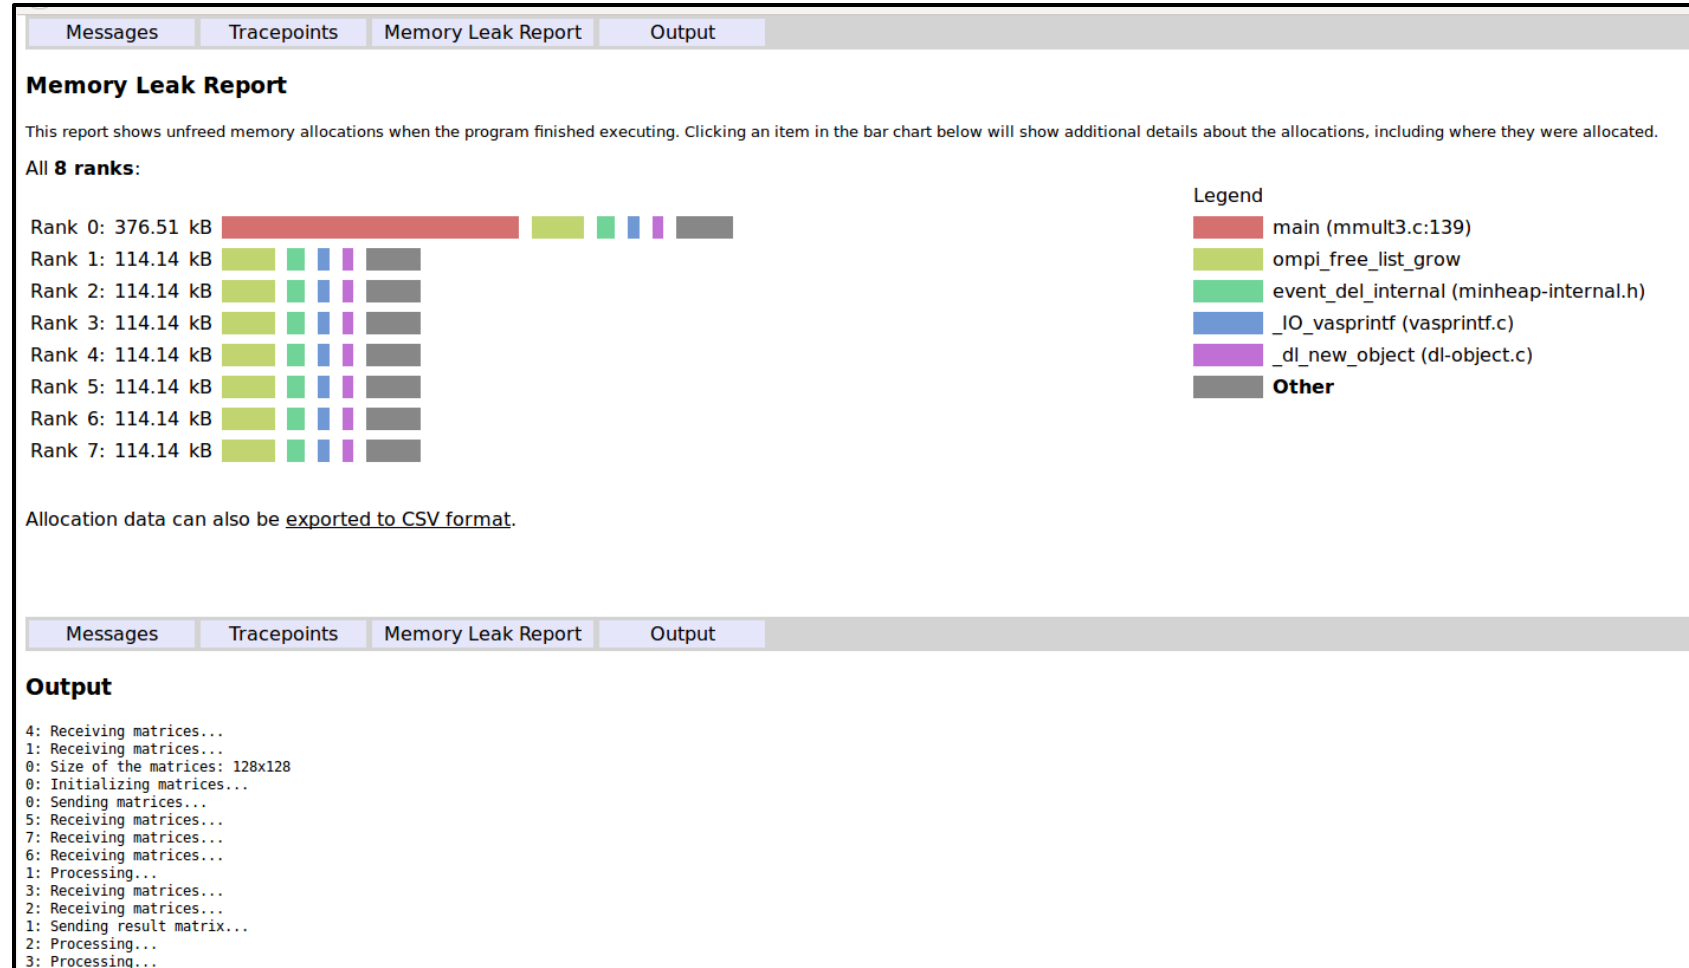 Messages Tracepoints Memory Leak Report Output
Memory Leak Report
This report shows unfreed memory allocations when the program finished executing. Clicking an item in the bar chart below will show additional details about the allocations, including where they were allocated.
All 8 ranks:
Legend
Rank 0: 376.51 kB main (mmult3.c:139)
Rank 1: 114.14 kB ompi_free_list_grow
Rank 2: 114.14 kB event_del_internal (minheap-internal.h)
Rank 3: 114.14 kB _IO_vasprintf (vasprintf.c)
Rank 4: 114.14 kB _dl_new_object (dl-object.c)
Rank 5: 114.14 kB Other
Rank 6: 114.14 kB
Rank 7: 114.14 kB
Allocation data can also be exported to CSV format.
Messages Tracepoints Memory Leak Report Output
Output
4: Receiving matrices...
1: Receiving matrices...
0: Size of the matrices: 128x128
0: Initializing matrices...
0: Sending matrices...
5: Receiving matrices...
7: Receiving matrices...
6: Receiving matrices...
1: Processing...
3: Receiving matrices...
2: Receiving matrices...
1: Sending result matrix...
2: Processing...
3: Processing...